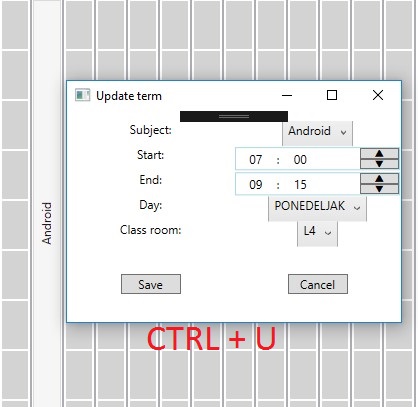 Update term
Subject: Android
Start: 07 : 00
End: 09 : 15
Day: PONEDELJAK
Class room: L4
Save Cancel
Android
CTRL + U